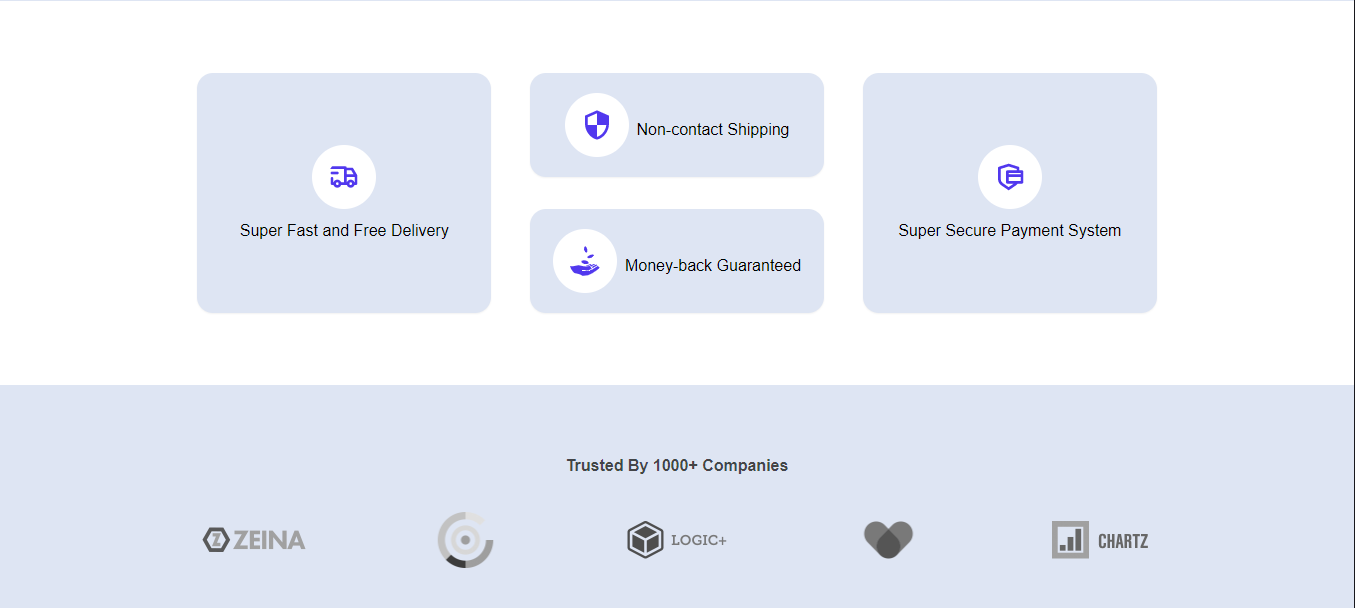 Super Fast and Free Delivery
Non-contact Shipping
Money-back Guaranteed
Super Secure Payment System
Trusted By 1000+ Companies
Z ZEINA
LOGIC+
CHARTZ